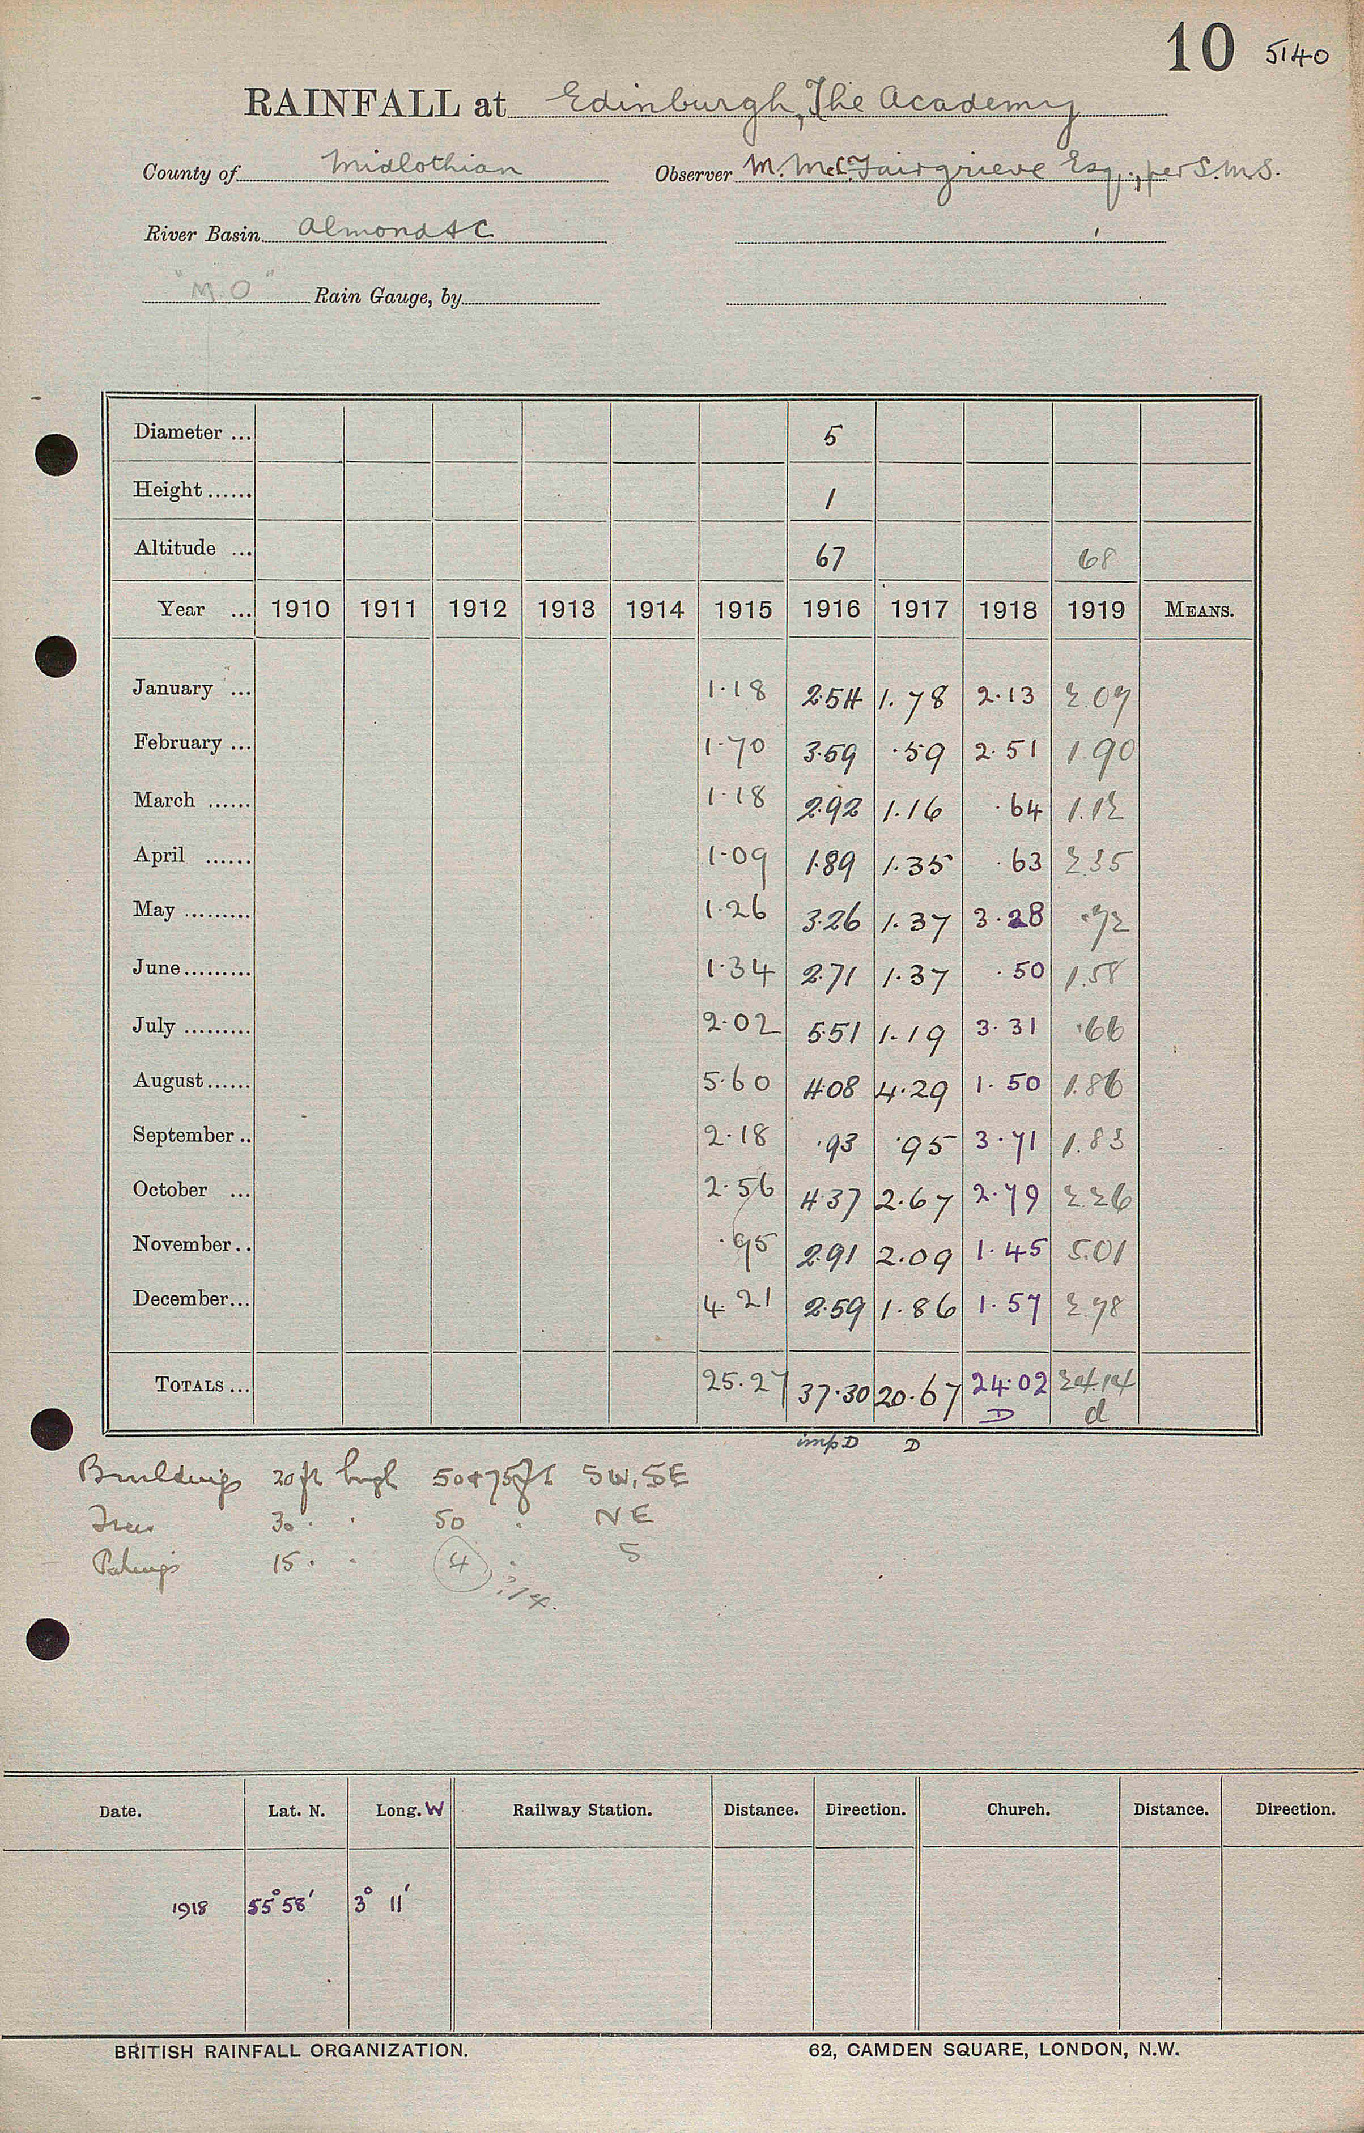 10 5140
RAINFALL at Edinburgh, The Academy
County of Midlothian Observer M. McC. Fairgrieve Esq., per S.M.S.
River Basin Almond &C
"M.O" Rain Gauge, by
Diameter ... 5
Height ...... 1
Altitude ... 67 68
Year ... 1910 1911 1912 1913 1914 1915 1916 1917 1918 1919 MEANS.
January ... 1.18 2.54 1.78 2.13 2.07
February ... 1.70 3.59 .59 2.51 1.90
March ...... 1.18 2.92 1.16 .64 1.12
April ...... 1.09 1.89 1.35 .63 2.35
May ......... 1.26 3.26 1.37 3.28 .72
June ......... 1.34 2.71 1.37 .50 1.58
July ......... 2.02 5.51 1.19 3.31 .66
August ...... 5.60 4.08 4.29 1.50 1.86
September .. 2.18 .93 .95 3.71 1.83
October ... 2.56 4.37 2.67 2.79 2.26
November .. .95 2.91 2.09 1.45 5.01
December ... 4.21 2.59 1.86 1.57 2.78
TOTALS ... 25.27 37.30 20.67 24.02 24.14
imp D D D d
Buildings 20 ft high 50 & 75 ft SW, SE
Trees 30 . . 50 . NE
Palings 15 . . 4 . S
Date. Lat. N. Long. W Railway Station. Distance. Direction. Church. Distance. Direction.
1918 55° 58' 3° 11'
BRITISH RAINFALL ORGANIZATION. 62, CAMDEN SQUARE, LONDON, N.W.